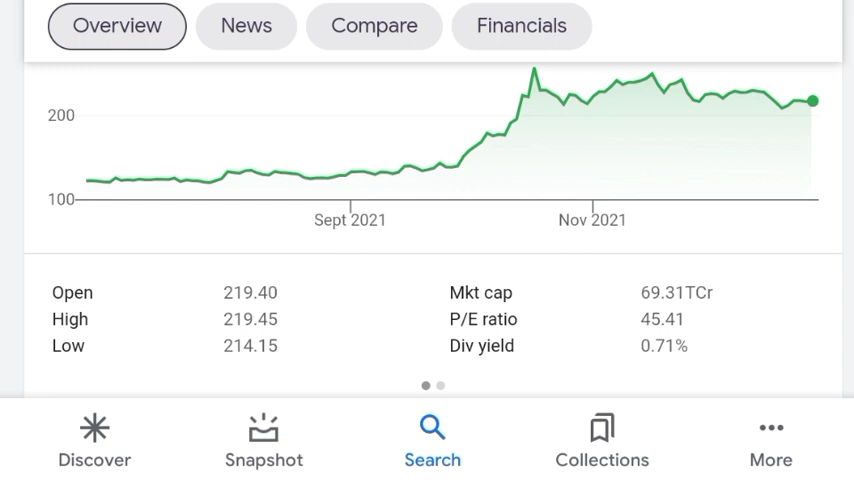 Overview News Compare Financials
200
100
Sept 2021 Nov 2021
Open 219.40 Mkt cap 69.31TCr
High 219.45 P/E ratio 45.41
Low 214.15 Div yield 0.71%
Discover Snapshot Search Collections More